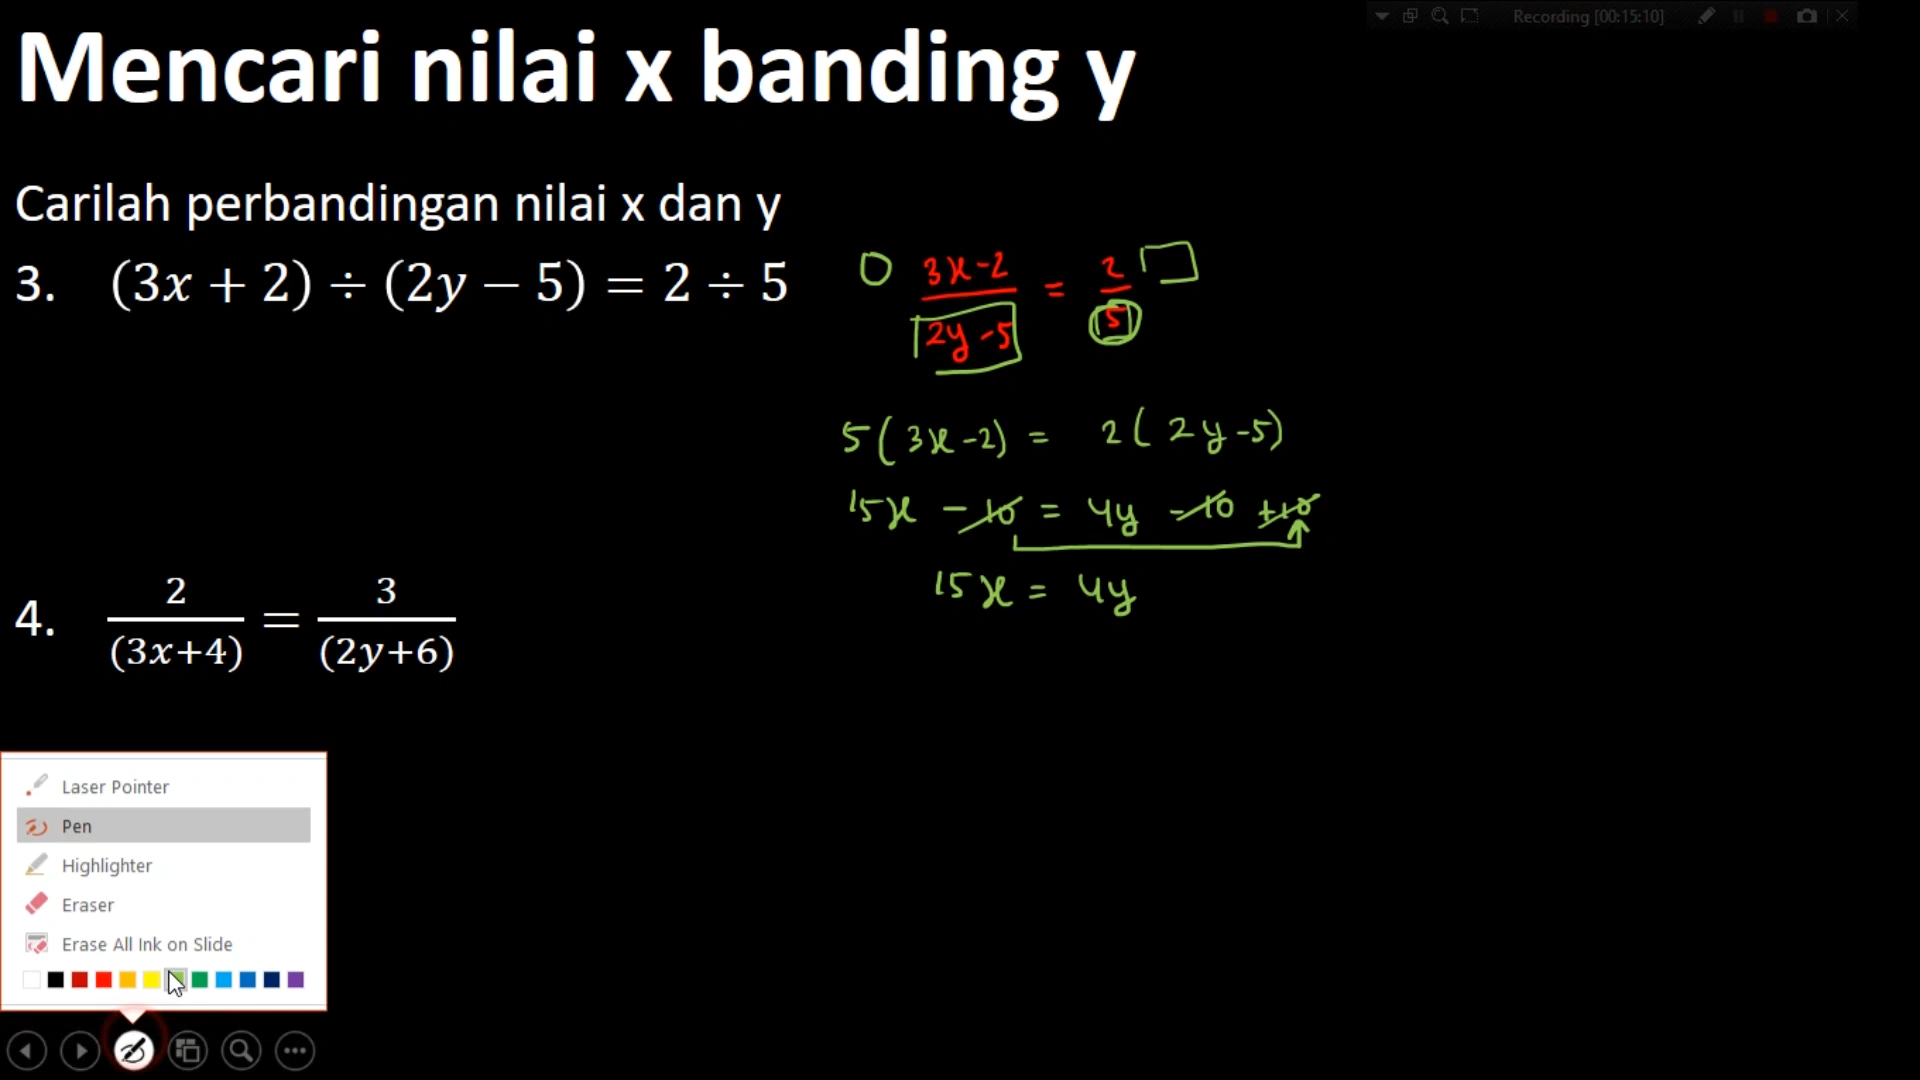 Recording [00:15:10]
Mencari nilai x banding y
Carilah perbandingan nilai x dan y
3. (3x + 2) ÷ (2y − 5) = 2 ÷ 5
3x-2 / 2y-5 = 2 / 5
5(3x-2) = 2(2y-5)
15x - 10 = 4y - 10 + 10
15x = 4y
4. 2 / (3x+4) = 3 / (2y+6)
Laser Pointer
Pen
Highlighter
Eraser
Erase All Ink on Slide